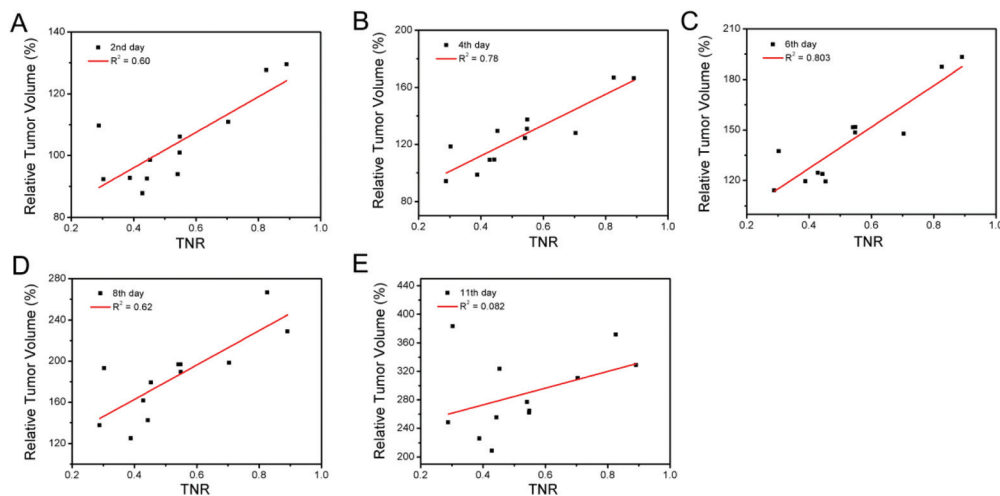 A
2nd day
R² = 0.60
Relative Tumor Volume (%)
140
120
100
80
0.2 0.4 0.6 0.8 1.0
TNR
B
4th day
R² = 0.78
Relative Tumor Volume (%)
200
160
120
80
0.2 0.4 0.6 0.8 1.0
TNR
C
6th day
R² = 0.803
Relative Tumor Volume (%)
210
180
150
120
0.2 0.4 0.6 0.8 1.0
TNR
D
8th day
R² = 0.62
Relative Tumor Volume (%)
280
240
200
160
120
0.2 0.4 0.6 0.8 1.0
TNR
E
11th day
R² = 0.082
Relative Tumor Volume (%)
440
400
360
320
280
240
200
0.2 0.4 0.6 0.8 1.0
TNR